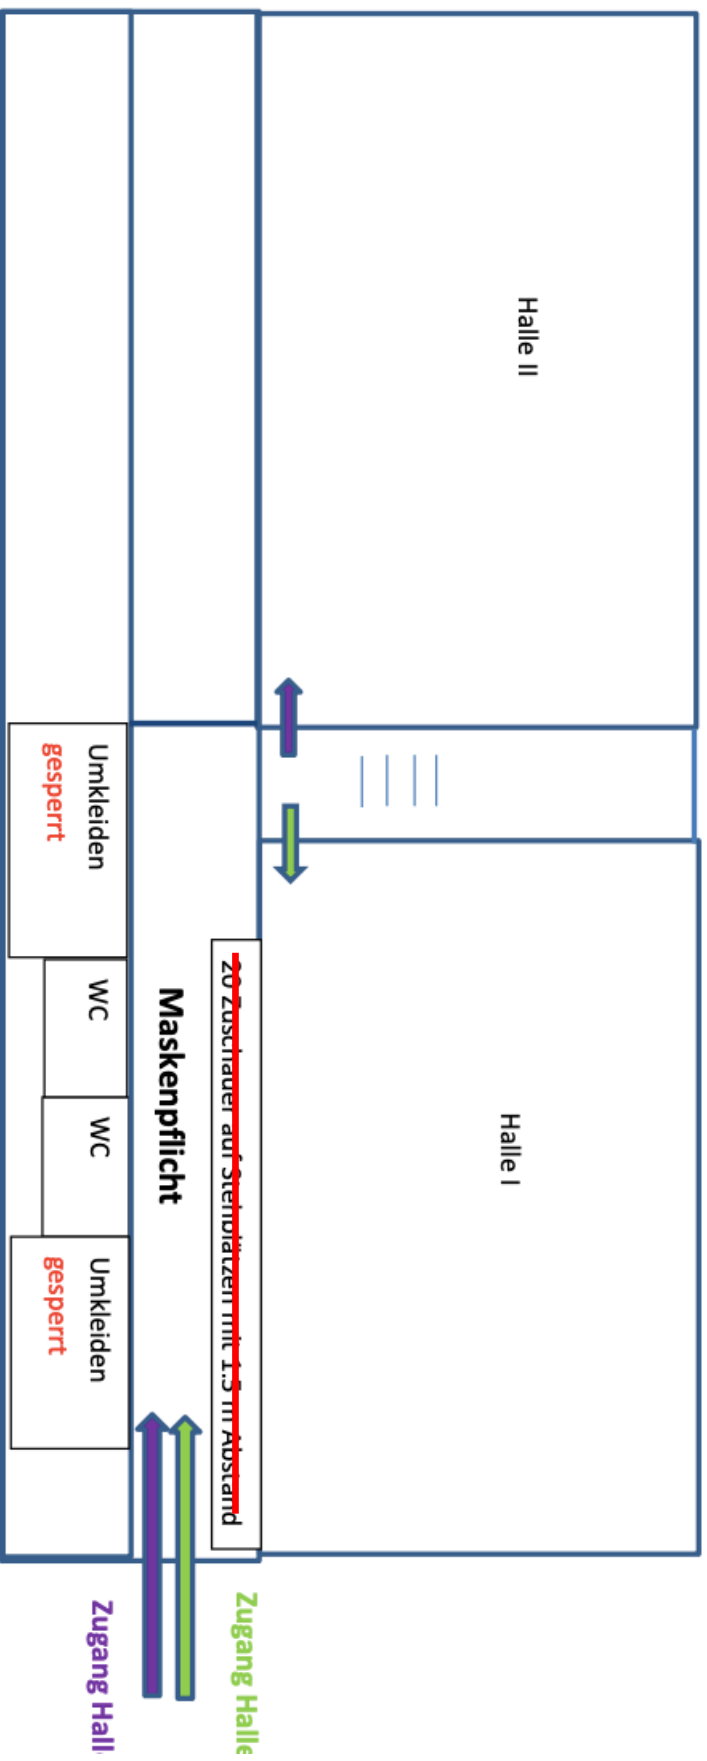 Halle II
Halle I
20 Zuschauer auf Stehplätzen mit 1.5 m Abstand
Zugang Halle
Maskenpflicht
Umkleiden
gesperrt
WC
WC
Umkleiden
gesperrt
Zugang Halle